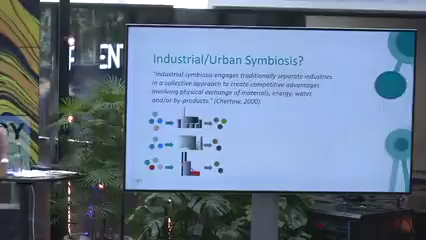 ENT
Industrial/Urban Symbiosis?
"Industrial symbiosis engages traditionally separate industries
in a collective approach to create competitive advantages
involving physical exchange of materials, energy, water,
and/or by-products." (Chertow, 2000)